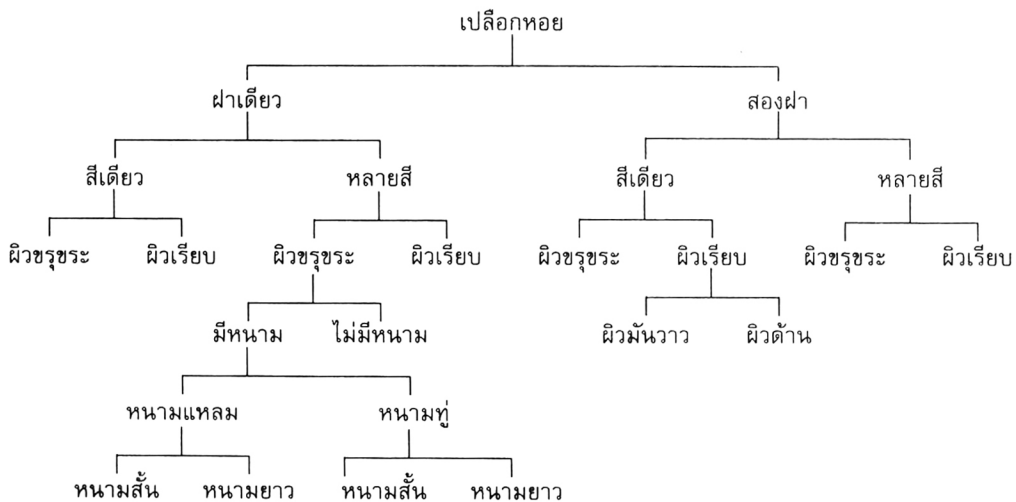 เปลือกหอย
ฝาเดียว สองฝา
สีเดียว หลายสี สีเดียว หลายสี
ผิวขรุขระ ผิวเรียบ ผิวขรุขระ ผิวเรียบ ผิวขรุขระ ผิวเรียบ ผิวขรุขระ ผิวเรียบ
มีหนาม ไม่มีหนาม ผิวมันวาว ผิวด้าน
หนามแหลม หนามทู่
หนามสั้น หนามยาว หนามสั้น หนามยาว